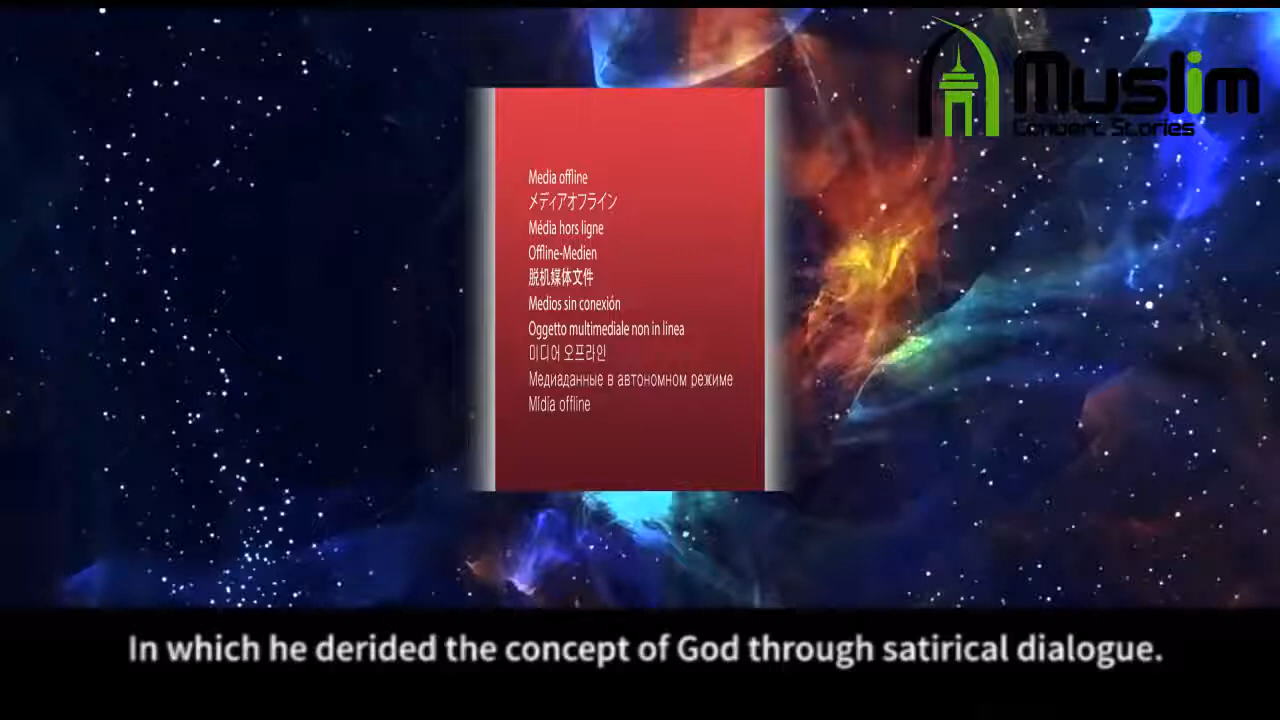 Muslim
Convert Stories
Media offline
メディアオフライン
Média hors ligne
Offline-Medien
脱机媒体文件
Medios sin conexión
Oggetto multimediale non in linea
미디어 오프라인
Медиаданные в автономном режиме
Mídia offline
In which he derided the concept of God through satirical dialogue.